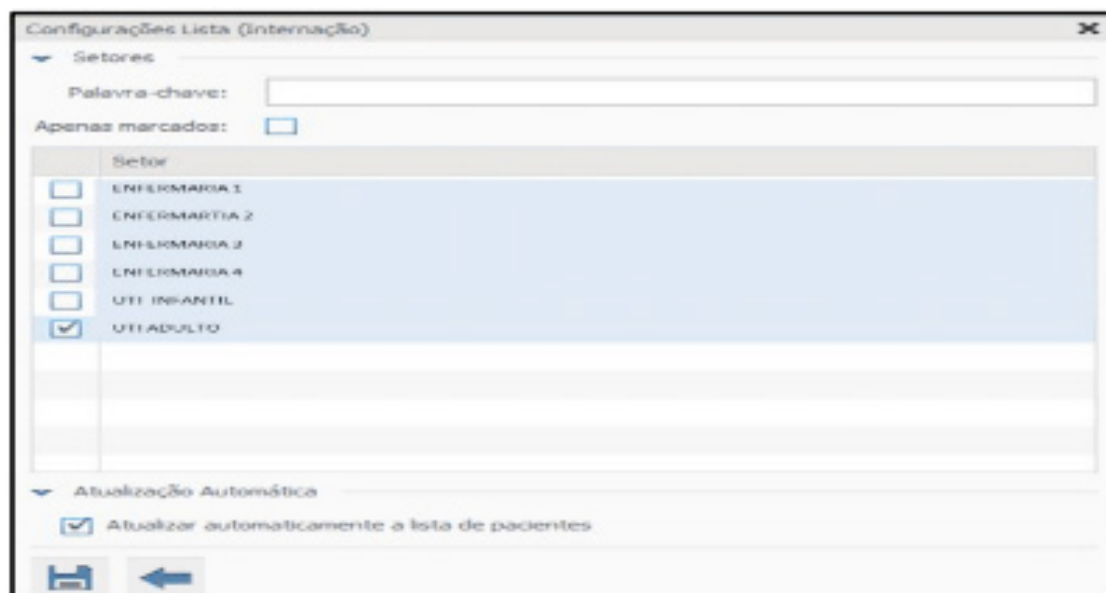 Configurações Lista (Internação)
Setores
Palavra-chave:
Apenas marcados:
Setor
ENFERMARIA 1
ENFERMARTIA 2
ENFERMARIA 3
ENFERMARIA 4
UTI INFANTIL
UTI ADULTO
Atualização Automática
Atualizar automaticamente a lista de pacientes